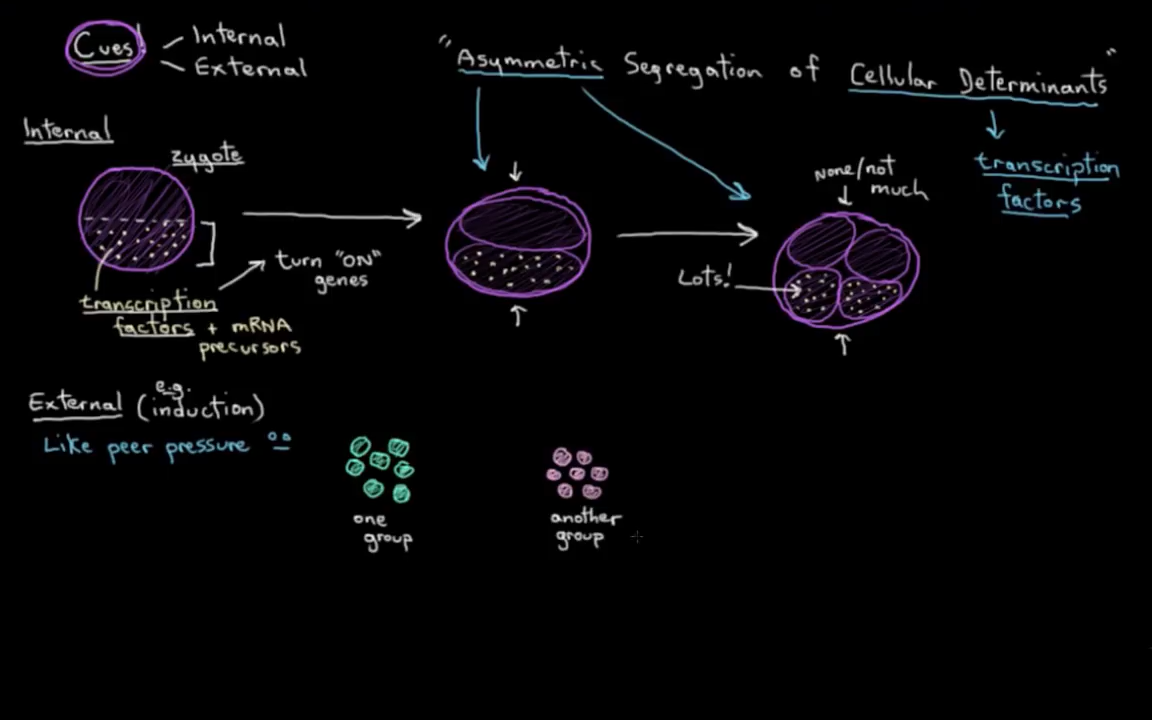 Cues
Internal
External
"Asymmetric Segregation of Cellular Determinants"
transcription
factors
Internal
zygote
transcription
factors + mRNA
precursors
turn "ON"
genes
None/not
much
Lots!
External (induction)
e.g.
Like peer pressure
one
group
another
group